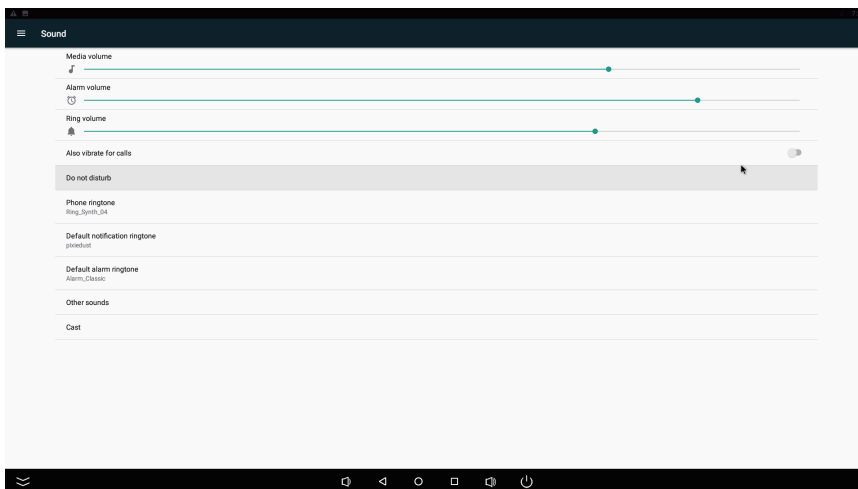 Sound
Media volume
Alarm volume
Ring volume
Also vibrate for calls
Do not disturb
Phone ringtone
Ring_Synth_04
Default notification ringtone
pixiedust
Default alarm ringtone
Alarm_Classic
Other sounds
Cast